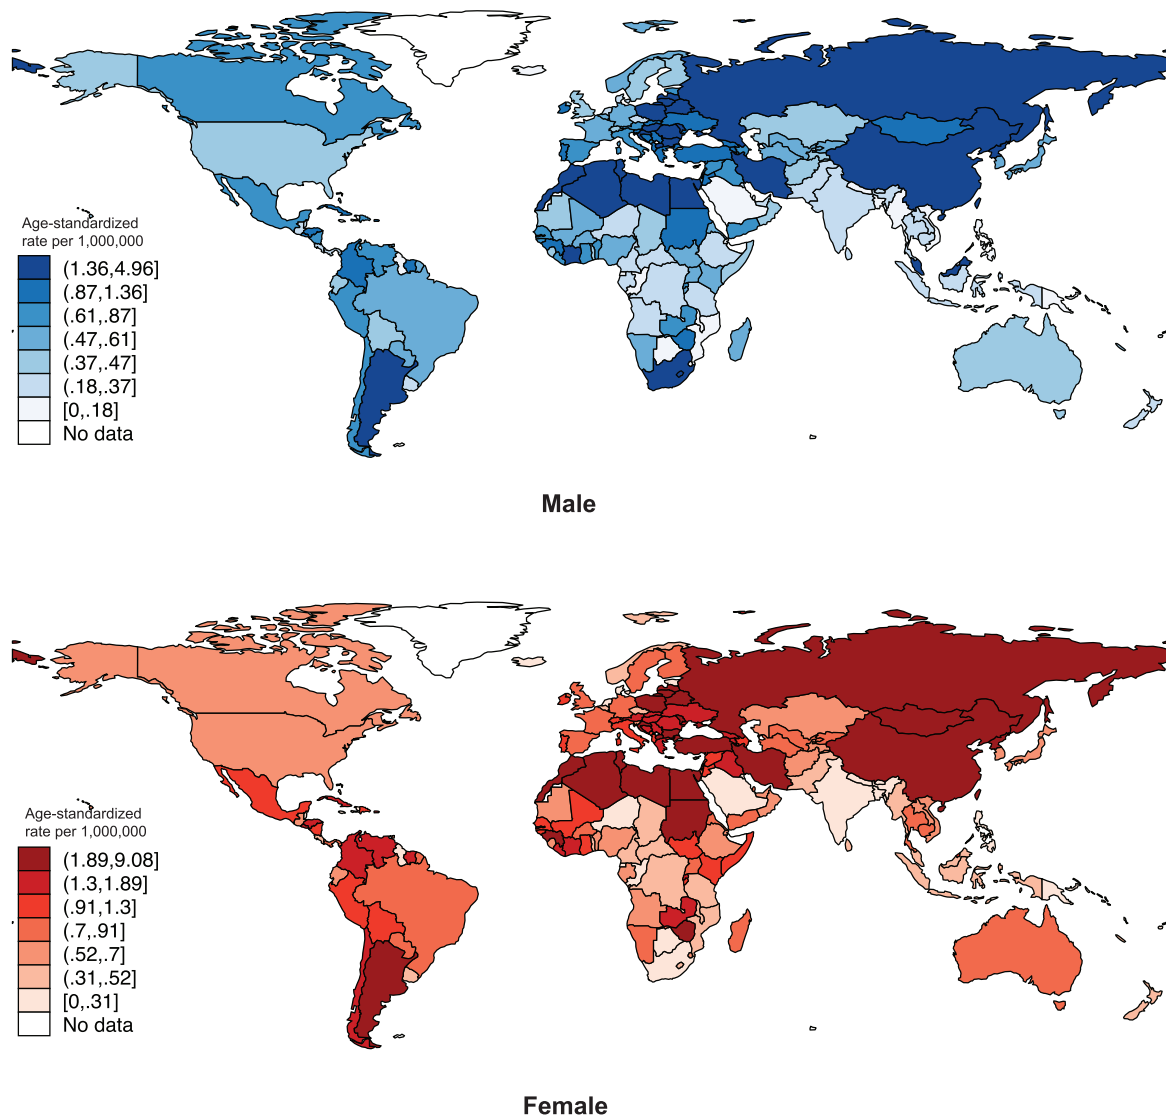 Age-standardized
rate per 1,000,000
(1.36,4.96]
(.87,1.36]
(.61,.87]
(.47,.61]
(.37,.47]
(.18,.37]
[0,.18]
No data
Male
Age-standardized
rate per 1,000,000
(1.89,9.08]
(1.3,1.89]
(.91,1.3]
(.7,.91]
(.52,.7]
(.31,.52]
[0,.31]
No data
Female